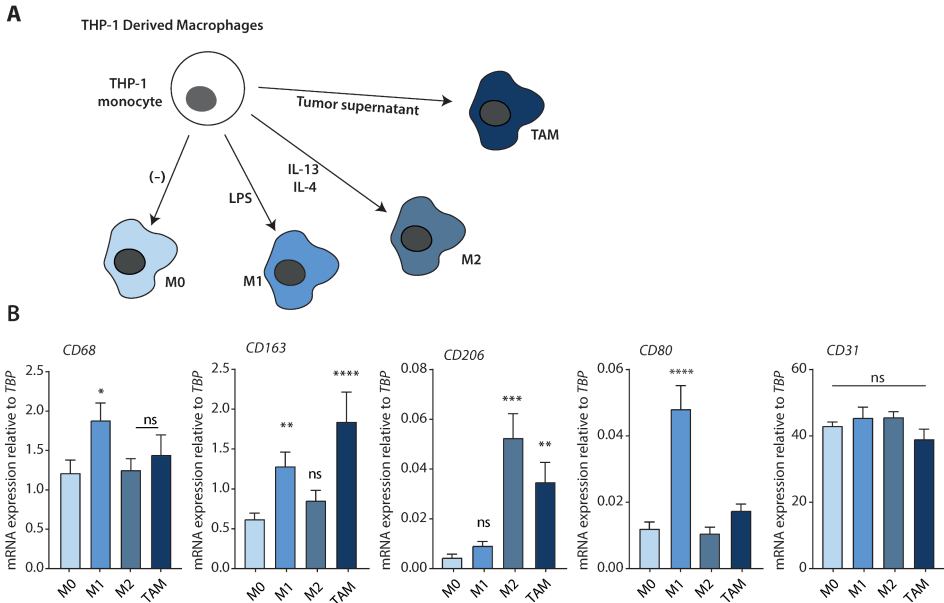 A
THP-1 Derived Macrophages
THP-1
monocyte
Tumor supernatant
TAM
(-)
LPS
IL-13
IL-4
M0
M1
M2
B
CD68
mRNA expression relative to TBP
2.5
2.0
1.5
1.0
0.5
0.0
*
ns
M0
M1
M2
TAM
CD163
mRNA expression relative to TBP
2.5
2.0
1.5
1.0
0.5
0.0
**
ns
****
M0
M1
M2
TAM
CD206
mRNA expression relative to TBP
0.08
0.06
0.04
0.02
0.00
ns
***
**
M0
M1
M2
TAM
CD80
mRNA expression relative to TBP
0.06
0.04
0.02
0.00
****
M0
M1
M2
TAM
CD31
mRNA expression relative to TBP
60
40
20
0
ns
M0
M1
M2
TAM